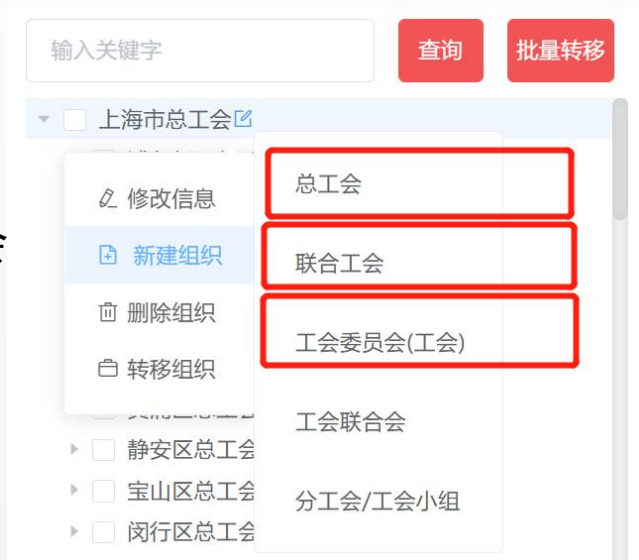 输入关键字
查询
批量转移
上海市总工会
修改信息
新建组织
删除组织
转移组织
总工会
联合工会
工会委员会(工会)
工会联合会
分工会/工会小组
静安区总工会
宝山区总工会
闵行区总工会